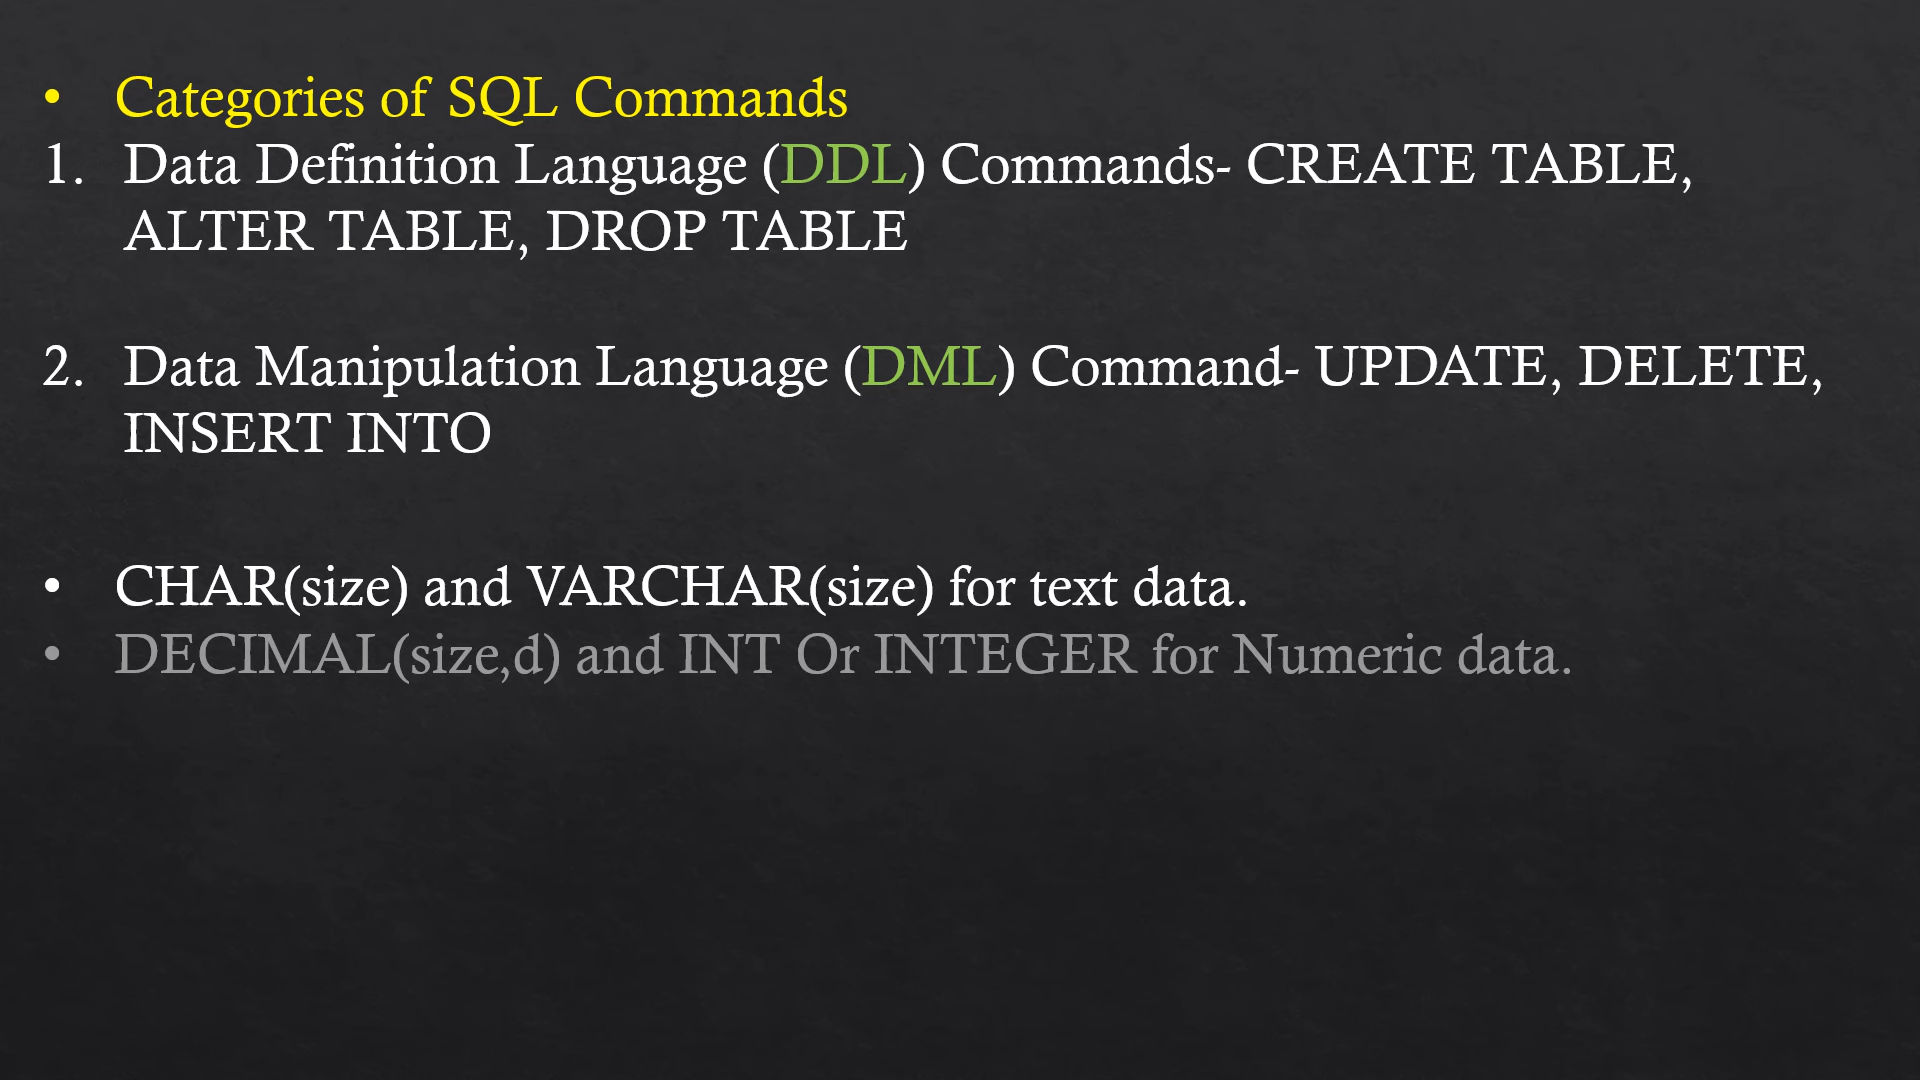 • Categories of SQL Commands
1. Data Definition Language (DDL) Commands- CREATE TABLE,
ALTER TABLE, DROP TABLE
2. Data Manipulation Language (DML) Command- UPDATE, DELETE,
INSERT INTO
• CHAR(size) and VARCHAR(size) for text data.
• DECIMAL(size,d) and INT Or INTEGER for Numeric data.